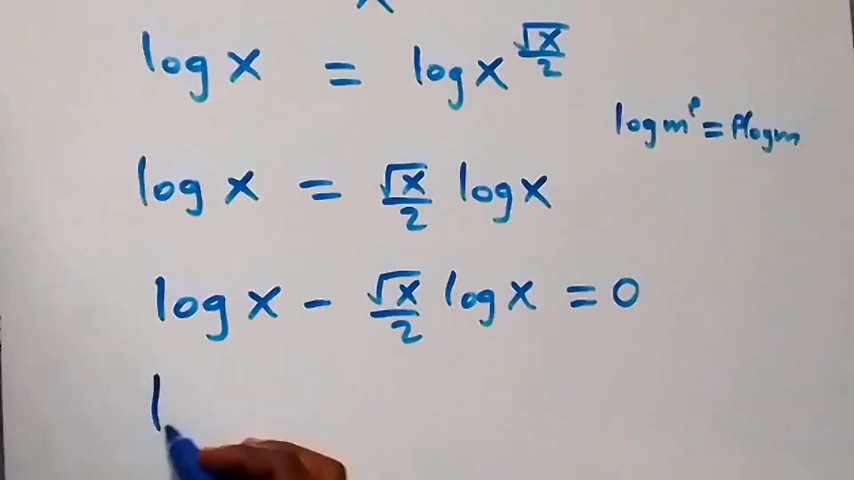 log x = log x^(√x/2)
log m^P = P log m
log x = √x/2 log x
log x - √x/2 log x = 0